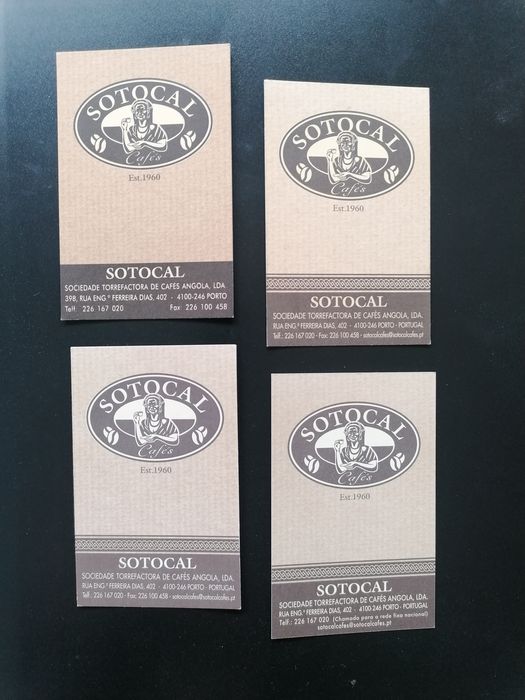 SOTOCAL
Cafés
Est.1960
SOTOCAL
SOCIEDADE TORREFACTORA DE CAFÉS ANGOLA, LDA.
398, RUA ENG.º FERREIRA DIAS, 402 - 4100-246 PORTO
Telf. 226 167 020 Fax 226 100 458
SOTOCAL
Cafés
Est.1960
SOTOCAL
SOCIEDADE TORREFACTORA DE CAFÉS ANGOLA, LDA.
RUA ENG.º FERREIRA DIAS, 402 - 4100-246 PORTO - PORTUGAL
Telf.: 226 167 020 - Fax: 226 100 458 - sotocalcafes@sotocalcafes.pt
SOTOCAL
Cafés
Est.1960
SOTOCAL
SOCIEDADE TORREFACTORA DE CAFÉS ANGOLA, LDA.
RUA ENG.º FERREIRA DIAS, 402 - 4100-246 PORTO - PORTUGAL
Telf.: 226 167 020 - Fax: 226 100 458 - sotocalcafes@sotocalcafes.pt
SOTOCAL
Cafés
Est.1960
SOTOCAL
SOCIEDADE TORREFACTORA DE CAFÉS ANGOLA, LDA.
RUA ENG.º FERREIRA DIAS, 402 - 4100-246 PORTO - PORTUGAL
Telf.: 226 167 020 (Chamada para a rede fixa nacional)
sotocalcafes@sotocalcafes.pt